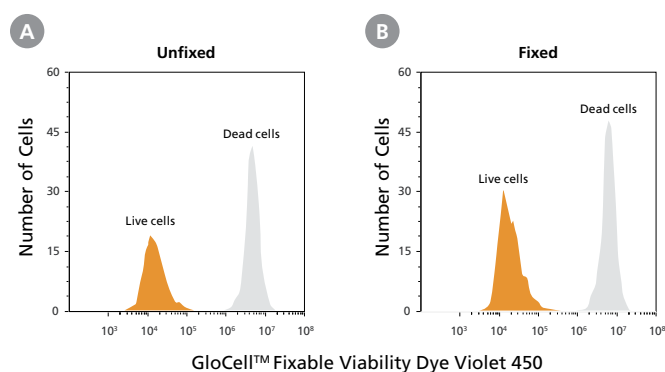 A
Unfixed
Number of Cells
60
45
30
15
0
Live cells
Dead cells
10³ 10⁴ 10⁵ 10⁶ 10⁷ 10⁸
B
Fixed
Number of Cells
60
45
30
15
0
Live cells
Dead cells
10³ 10⁴ 10⁵ 10⁶ 10⁷ 10⁸
GloCell™ Fixable Viability Dye Violet 450